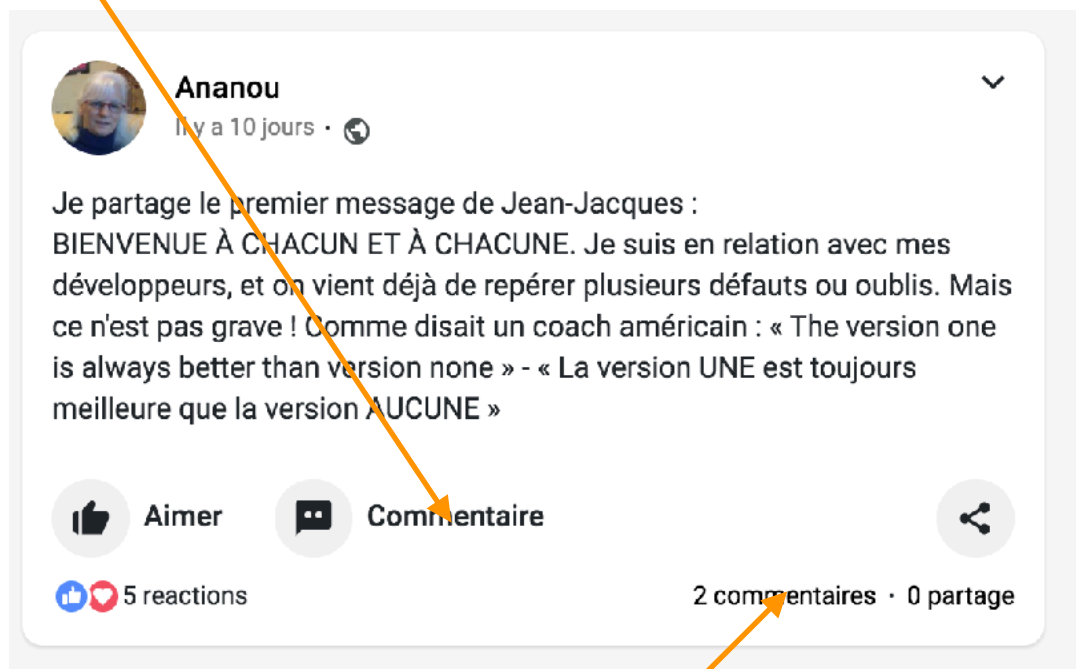 Ananou
Il y a 10 jours ·
Je partage le premier message de Jean-Jacques :
BIENVENUE À CHACUN ET À CHACUNE. Je suis en relation avec mes
développeurs, et on vient déjà de repérer plusieurs défauts ou oublis. Mais
ce n'est pas grave ! Comme disait un coach américain : « The version one
is always better than version none » - « La version UNE est toujours
meilleure que la version AUCUNE »
Aimer Commentaire
5 reactions 2 commentaires · 0 partage